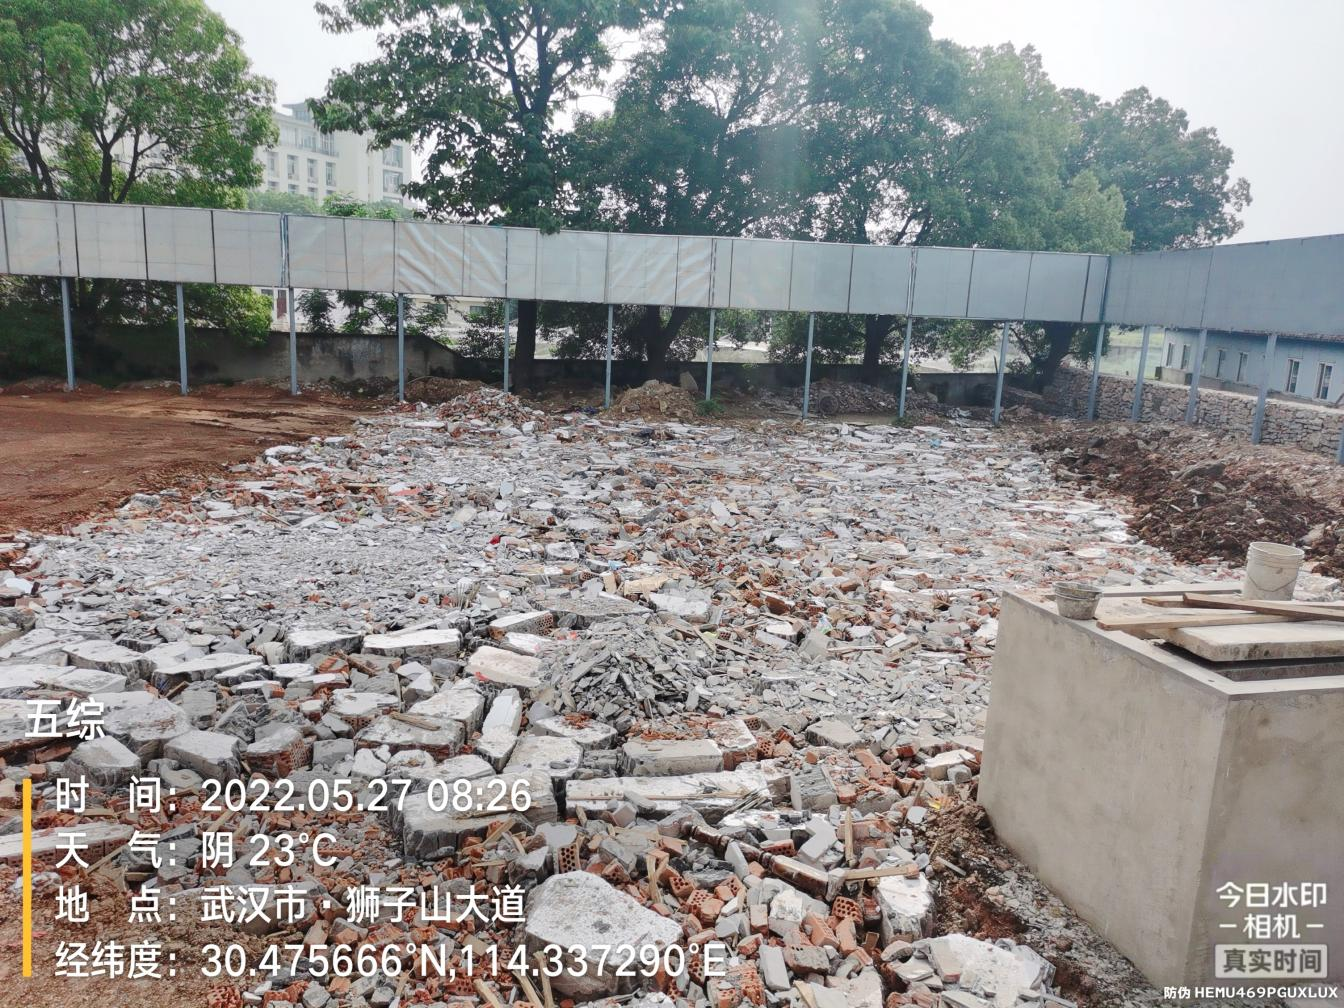 五综
时 间：2022.05.27 08:26
天 气：阴 23℃
地 点：武汉市·狮子山大道
经纬度：30.475666°N,114.337290°E
今日水印
－相机－
真实时间
防伪 HEMU469PGUXLUX